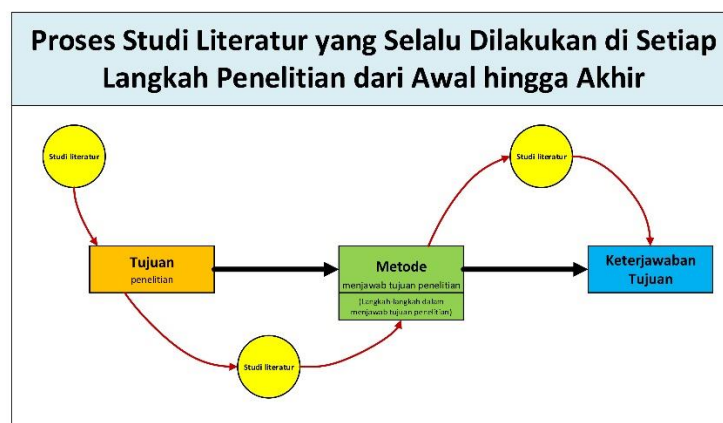 Proses Studi Literatur yang Selalu Dilakukan di Setiap
Langkah Penelitian dari Awal hingga Akhir
Studi literatur
Studi literatur
Tujuan
penelitian
Metode
menjawab tujuan penelitian
(Langkah-langkah dalam
menjawab tujuan penelitian)
Keterjawaban
Tujuan
Studi literatur